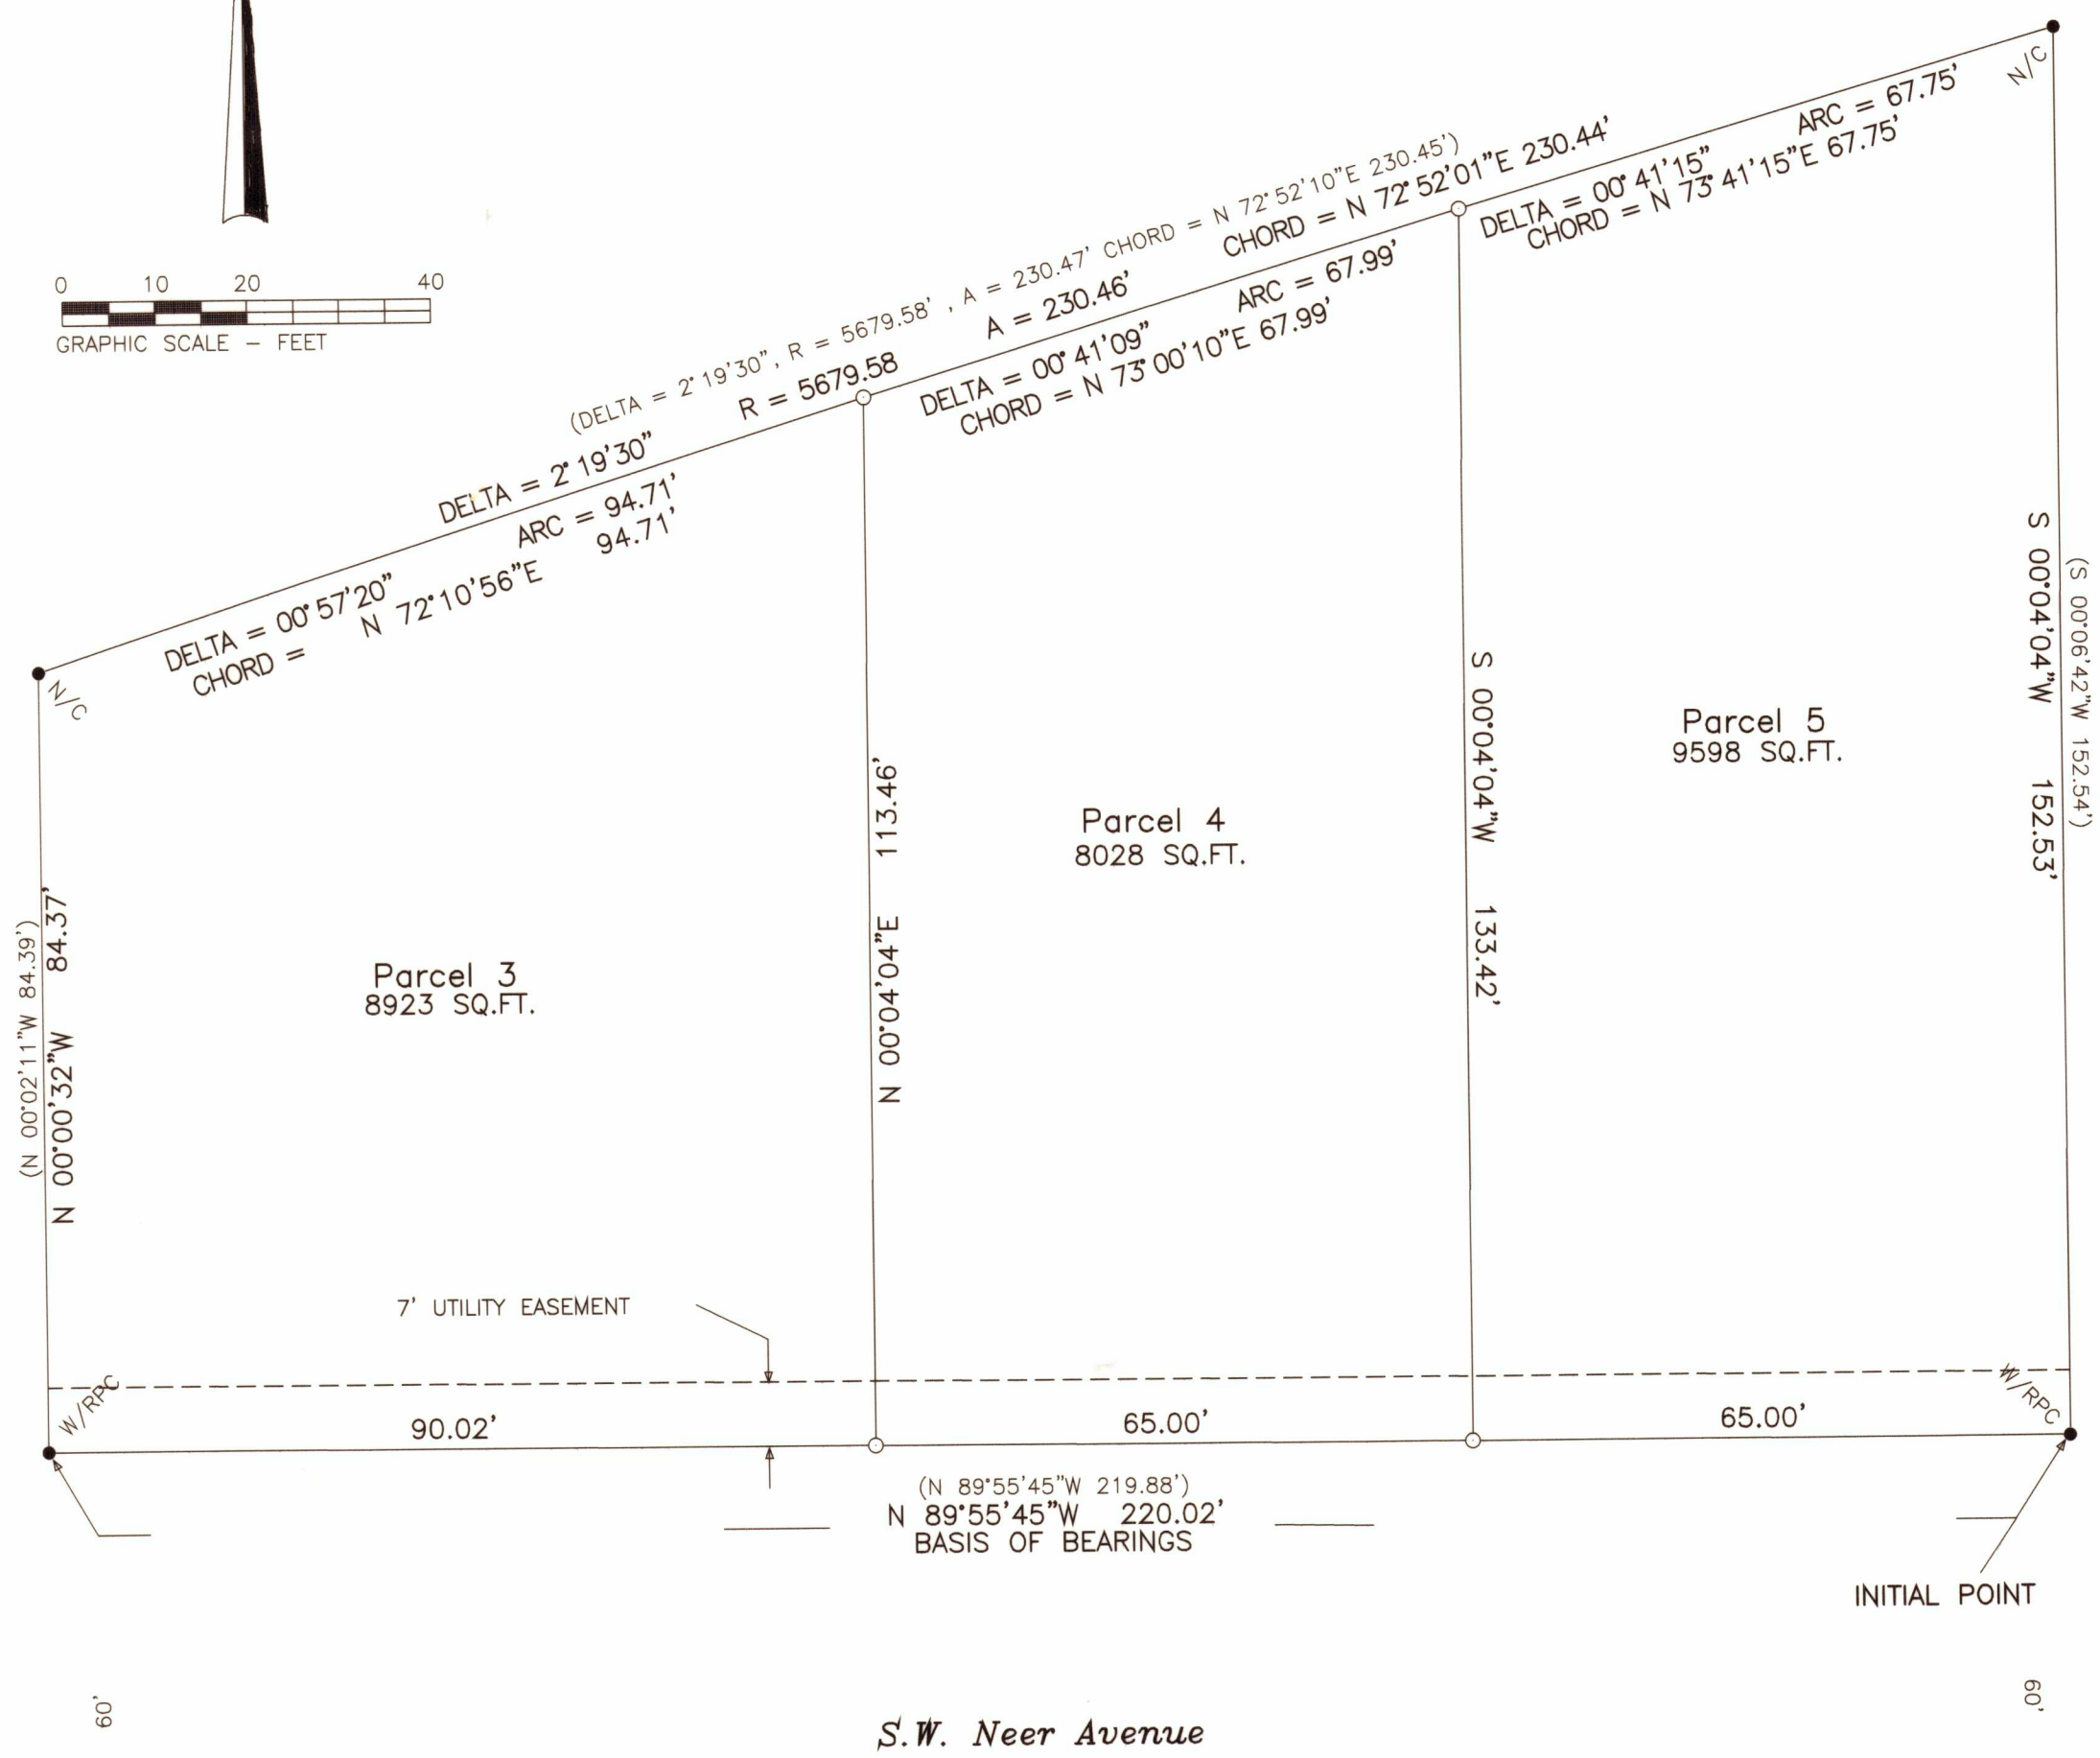 0 10 20 40
GRAPHIC SCALE – FEET
(DELTA = 2°19'30", R = 5679.58' , A = 230.47' CHORD = N 72°52'10"E 230.45')
DELTA = 2°19'30" R = 5679.58 A = 230.46' CHORD = N 72°52'01"E 230.44'
DELTA = 00°57'20" ARC = 94.71'
CHORD = N 72°10'56"E 94.71'
DELTA = 00°41'09" ARC = 67.99'
CHORD = N 73°00'10"E 67.99'
DELTA = 00°41'15" ARC = 67.75'
CHORD = N 73°41'15"E 67.75'
N/C
N/C
(N 00°02'11"W 84.39')
N 00°00'32"W 84.37'
Parcel 3
8923 SQ.FT.
N 00°04'04"E 113.46'
Parcel 4
8028 SQ.FT.
S 00°04'04"W 133.42'
Parcel 5
9598 SQ.FT.
S 00°04'04"W 152.53'
(S 00°06'42"W 152.54')
7' UTILITY EASEMENT
W/RPC
W/RPC
90.02'
65.00'
65.00'
(N 89°55'45"W 219.88')
N 89°55'45"W 220.02'
BASIS OF BEARINGS
INITIAL POINT
60'
60'
S.W. Neer Avenue